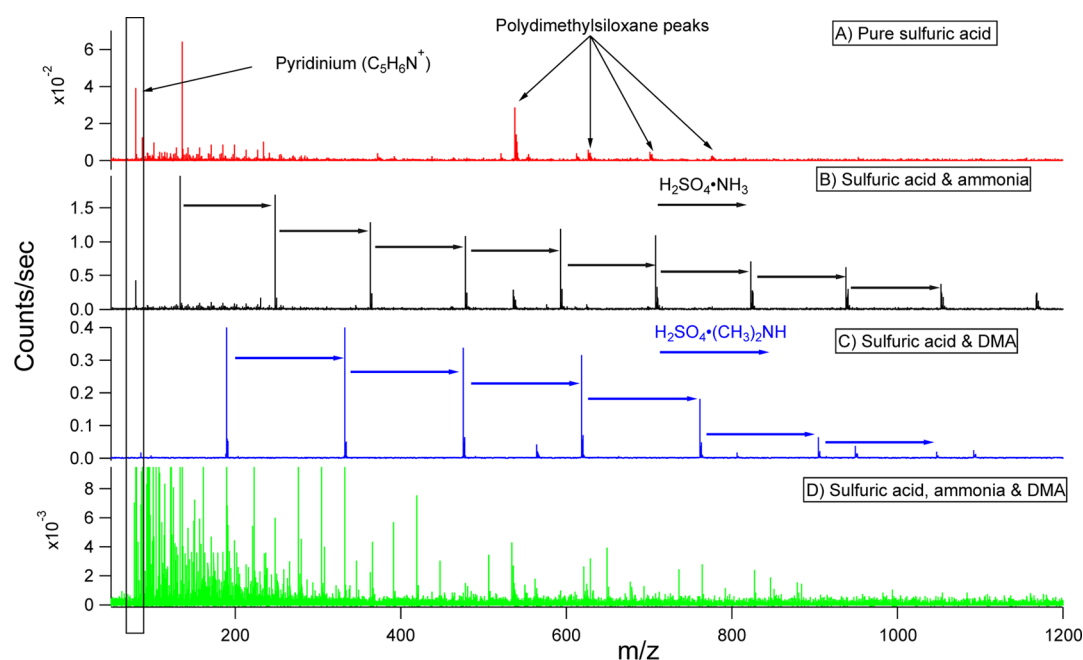 Polydimethylsiloxane peaks
A) Pure sulfuric acid
Pyridinium (C₅H₆N⁺)
x10⁻²
6
4
2
0
B) Sulfuric acid & ammonia
H₂SO₄•NH₃
1.5
1.0
0.5
0.0
Counts/sec
H₂SO₄•(CH₃)₂NH
C) Sulfuric acid & DMA
0.4
0.3
0.2
0.1
0.0
D) Sulfuric acid, ammonia & DMA
x10⁻³
8
6
4
2
0
200 400 600 800 1000 1200
m/z